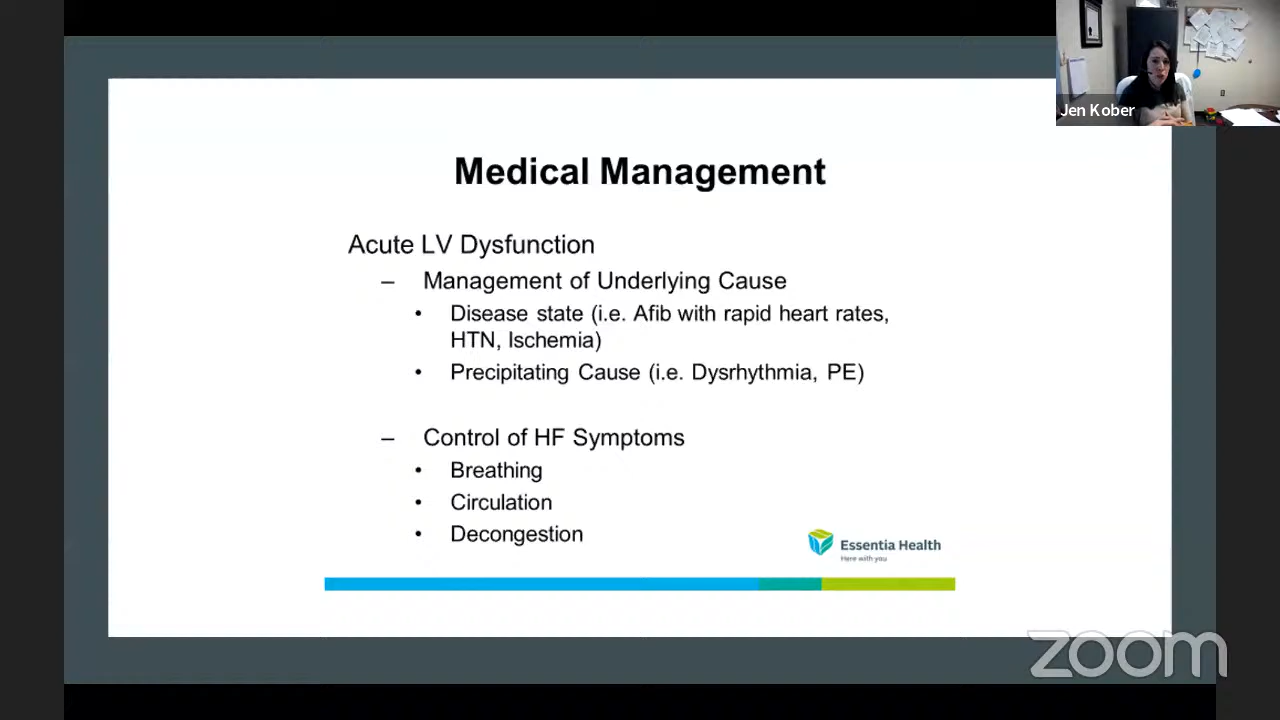 Jen Kober
Medical Management
Acute LV Dysfunction
– Management of Underlying Cause
• Disease state (i.e. Afib with rapid heart rates,
HTN, Ischemia)
• Precipitating Cause (i.e. Dysrhythmia, PE)
– Control of HF Symptoms
• Breathing
• Circulation
• Decongestion
Essentia Health
Here with you
zoom